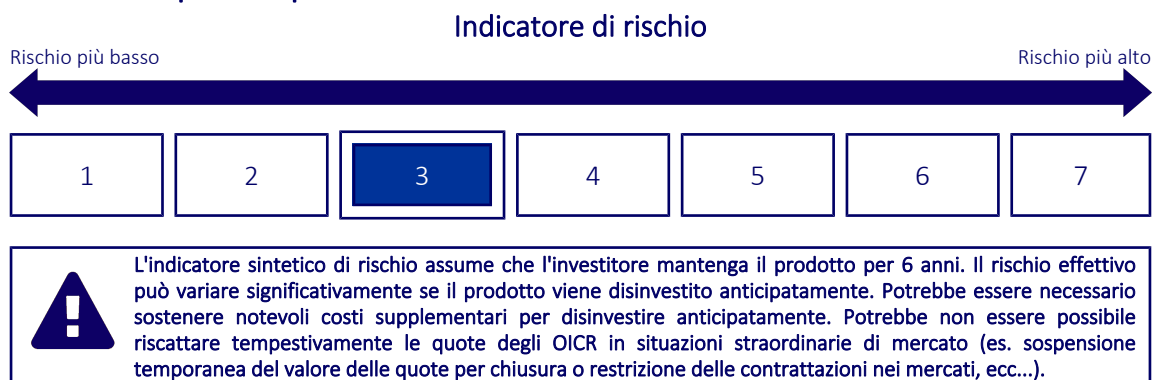 Indicatore di rischio
Rischio più basso
Rischio più alto
1 2 3 4 5 6 7
L'indicatore sintetico di rischio assume che l'investitore mantenga il prodotto per 6 anni. Il rischio effettivo
può variare significativamente se il prodotto viene disinvestito anticipatamente. Potrebbe essere necessario
sostenere notevoli costi supplementari per disinvestire anticipatamente. Potrebbe non essere possibile
riscattare tempestivamente le quote degli OICR in situazioni straordinarie di mercato (es. sospensione
temporanea del valore delle quote per chiusura o restrizione delle contrattazioni nei mercati, ecc...).